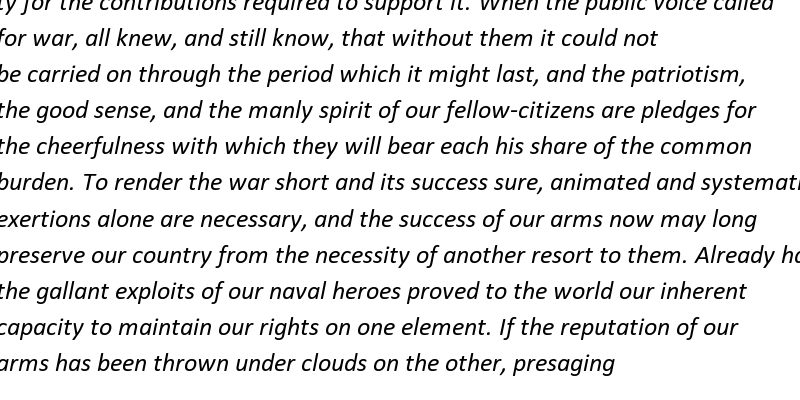 ty for the contributions required to support it. When the public voice called
for war, all knew, and still know, that without them it could not
be carried on through the period which it might last, and the patriotism,
the good sense, and the manly spirit of our fellow-citizens are pledges for
the cheerfulness with which they will bear each his share of the common
burden. To render the war short and its success sure, animated and systemati
exertions alone are necessary, and the success of our arms now may long
preserve our country from the necessity of another resort to them. Already ha
the gallant exploits of our naval heroes proved to the world our inherent
capacity to maintain our rights on one element. If the reputation of our
arms has been thrown under clouds on the other, presaging